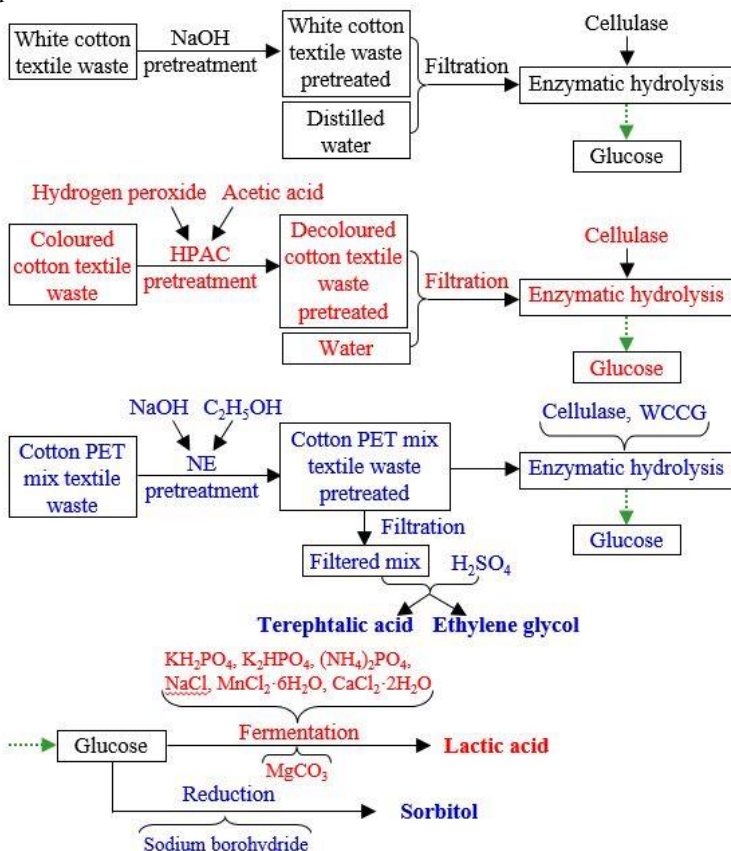 White cotton
textile waste
NaOH
pretreatment
White cotton
textile waste
pretreated
Distilled
water
Filtration
Cellulase
Enzymatic hydrolysis
Glucose
Hydrogen peroxide
Acetic acid
Coloured
cotton textile
waste
HPAC
pretreatment
Decoloured
cotton textile
waste
pretreated
Water
Filtration
Cellulase
Enzymatic hydrolysis
Glucose
NaOH
C₂H₅OH
Cotton PET
mix textile
waste
NE
pretreatment
Cotton PET mix
textile waste
pretreated
Cellulase, WCCG
Enzymatic hydrolysis
Glucose
Filtration
Filtered mix
H₂SO₄
Terephtalic acid
Ethylene glycol
KH₂PO₄, K₂HPO₄, (NH₄)₂PO₄,
NaCl, MnCl₂·6H₂O, CaCl₂·2H₂O
Glucose
Fermentation
MgCO₃
Lactic acid
Reduction
Sodium borohydride
Sorbitol